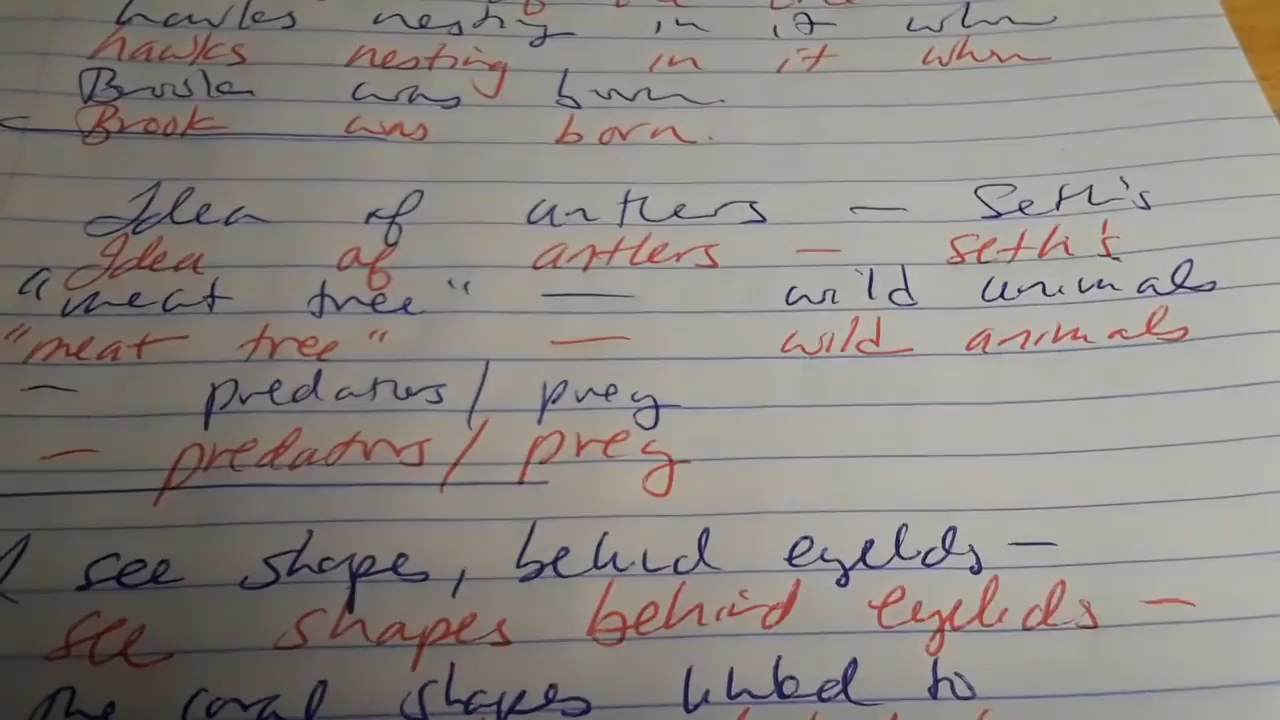 hawks nesting in it when
hawks nesting in it when
Brook was born.
Brook was born.
Idea of antlers — Seth's
Idea of antlers — Seth's
"meat tree" — wild animals
"meat tree" — wild animals
— predators / prey
— predators / prey
see shapes, behind eyelids —
see shapes behind eyelids —
the coral shapes linked to